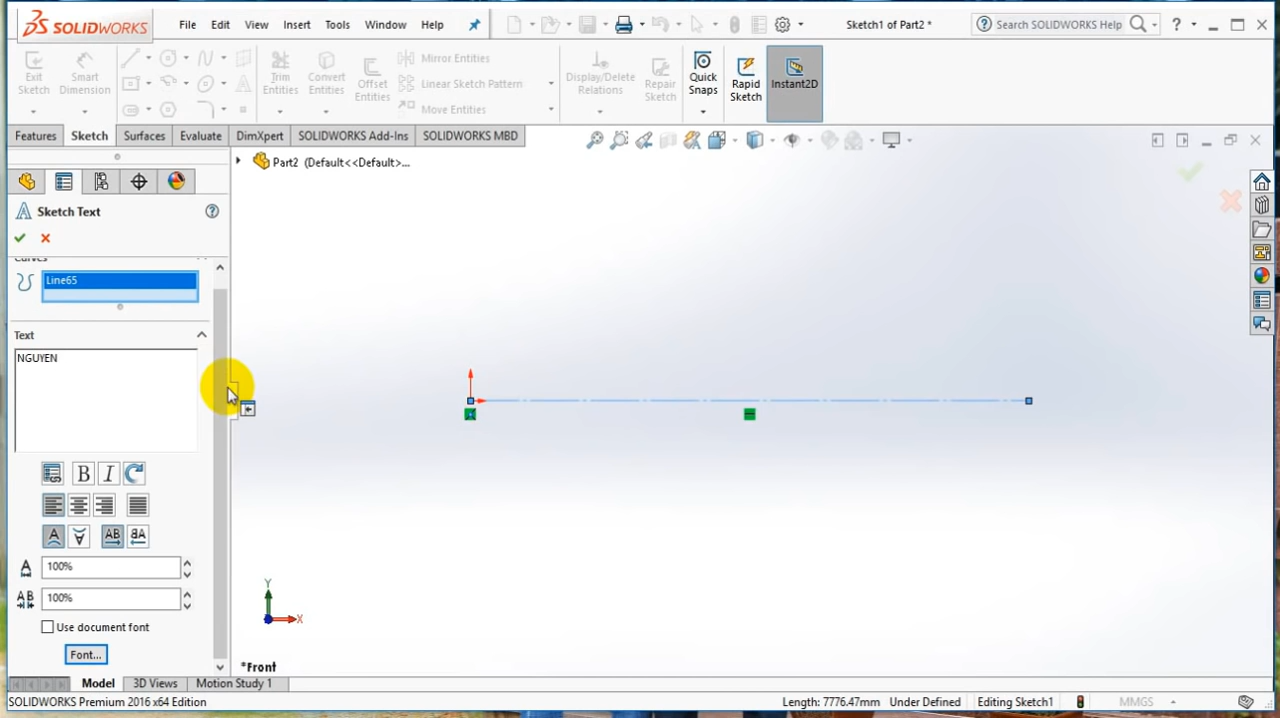 SOLIDWORKS
File Edit View Insert Tools Window Help
Sketch1 of Part2 *
Search SOLIDWORKS Help
Exit Sketch
Smart Dimension
Trim Entities
Convert Entities
Offset Entities
Mirror Entities
Linear Sketch Pattern
Move Entities
Display/Delete Relations
Repair Sketch
Quick Snaps
Rapid Sketch
Instant2D
Features Sketch Surfaces Evaluate DimXpert SOLIDWORKS Add-Ins SOLIDWORKS MBD
Part2 (Default<<Default>...
Sketch Text
Curves
Line65
Text
NGUYEN
B I
AB
100%
AB 100%
Use document font
Font...
Y
X
*Front
Model 3D Views Motion Study 1
SOLIDWORKS Premium 2016 x64 Edition
Length: 7776.47mm Under Defined Editing Sketch1 MMGS